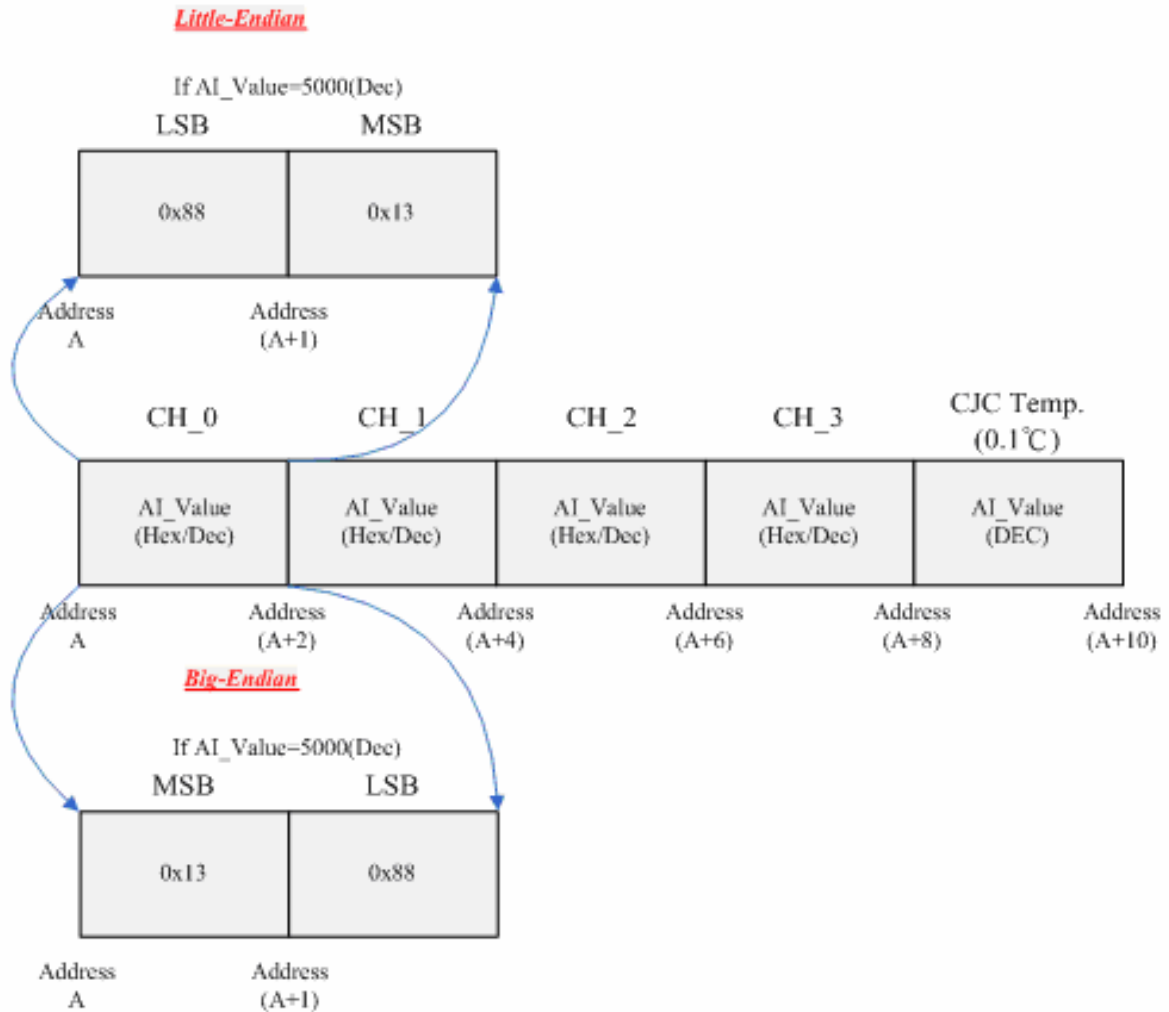 Little-Endian
If AI_Value=5000(Dec)
LSB MSB
0x88 0x13
Address Address
A (A+1)
CH_0 CH_1 CH_2 CH_3 CJC Temp.
(0.1℃)
AI_Value AI_Value AI_Value AI_Value AI_Value
(Hex/Dec) (Hex/Dec) (Hex/Dec) (Hex/Dec) (DEC)
Address Address Address Address Address Address
A (A+2) (A+4) (A+6) (A+8) (A+10)
Big-Endian
If AI_Value=5000(Dec)
MSB LSB
0x13 0x88
Address Address
A (A+1)